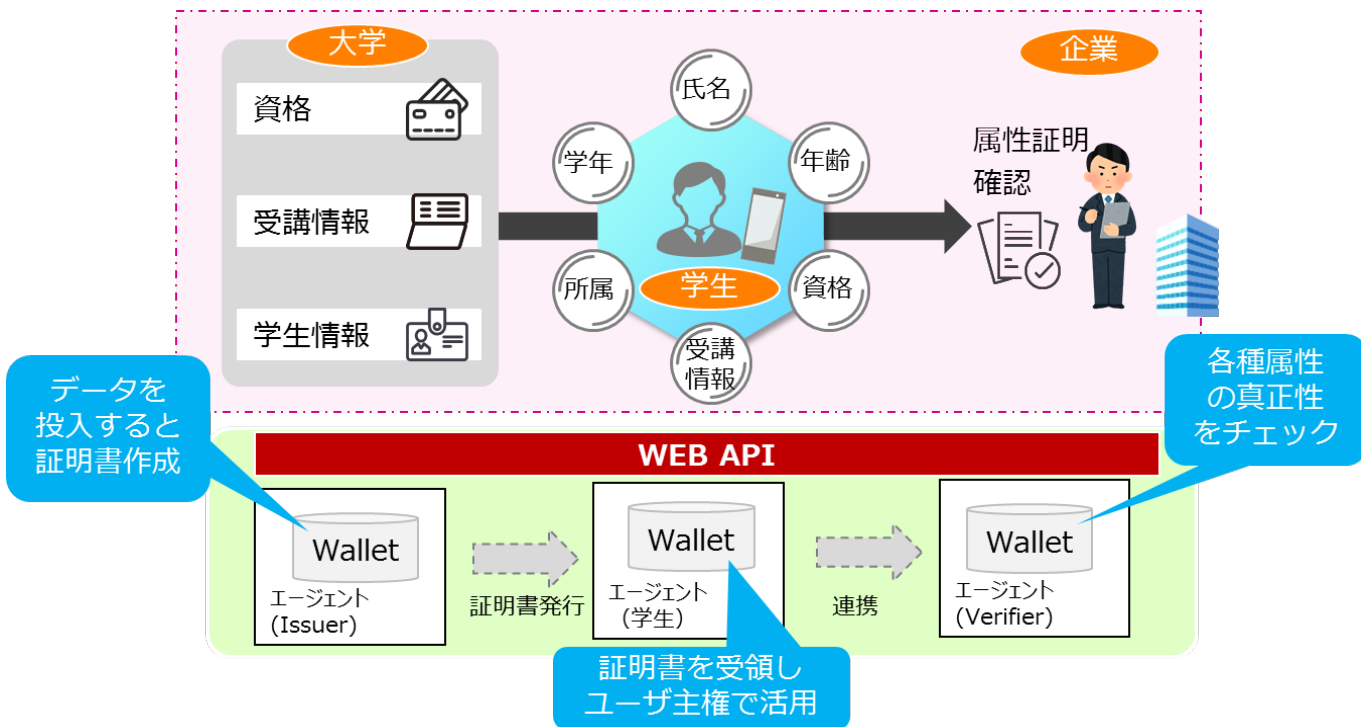 大学
企業
資格
受講情報
学生情報
氏名
学年
年齢
所属
学生
資格
受講
情報
属性証明
確認
データを
投入すると
証明書作成
各種属性
の真正性
をチェック
WEB API
Wallet
エージェント
(Issuer)
証明書発行
Wallet
エージェント
(学生)
連携
Wallet
エージェント
(Verifier)
証明書を受領し
ユーザ主権で活用